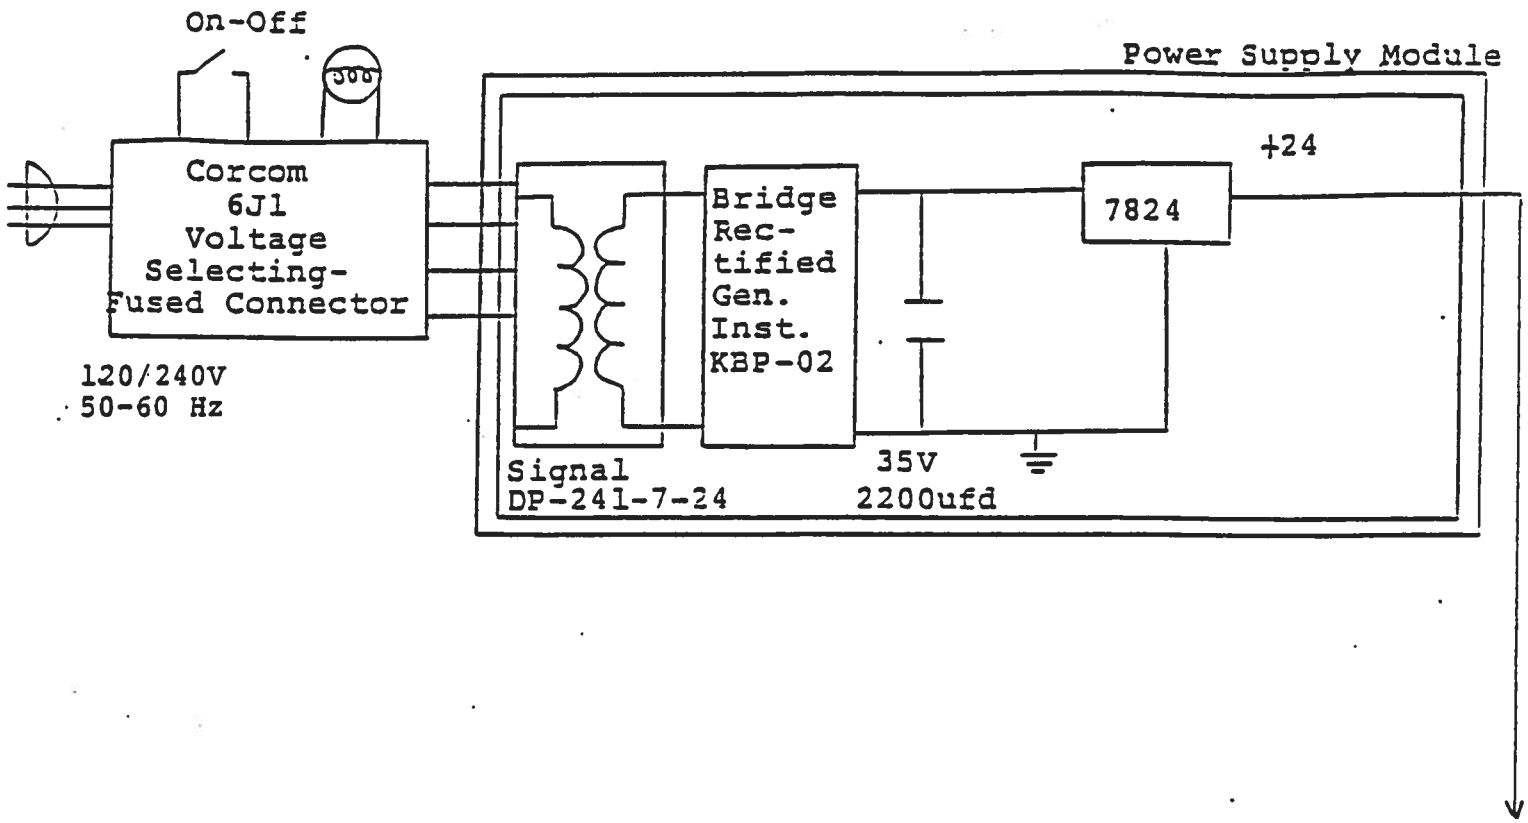 On-Off
Power Supply Module
Corcom
6J1
Voltage
Selecting-
Fused Connector
120/240V
50-60 Hz
Signal
DP-241-7-24
Bridge
Rec-
tified
Gen.
Inst.
KBP-02
35V
2200ufd
7824
+24